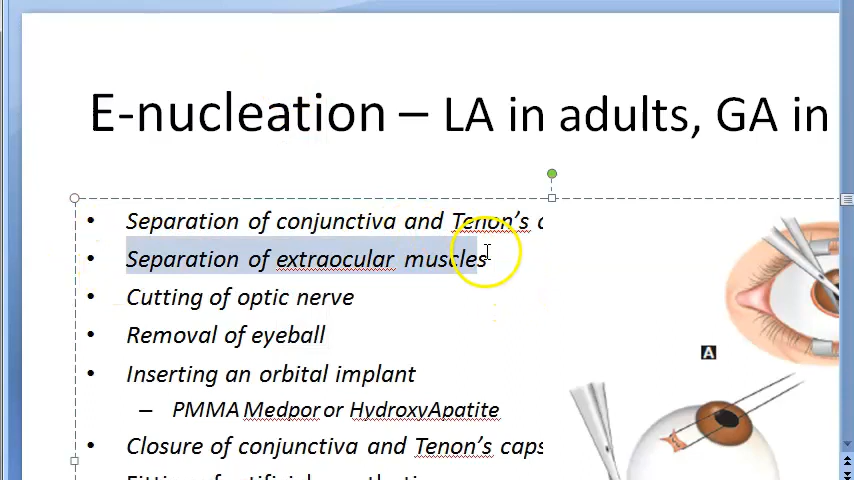 E-nucleation – LA in adults, GA in
• Separation of conjunctiva and Tenon's c
• Separation of extraocular muscles
• Cutting of optic nerve
• Removal of eyeball
• Inserting an orbital implant
– PMMA Medpor or HydroxyApatite
• Closure of conjunctiva and Tenon's caps
A